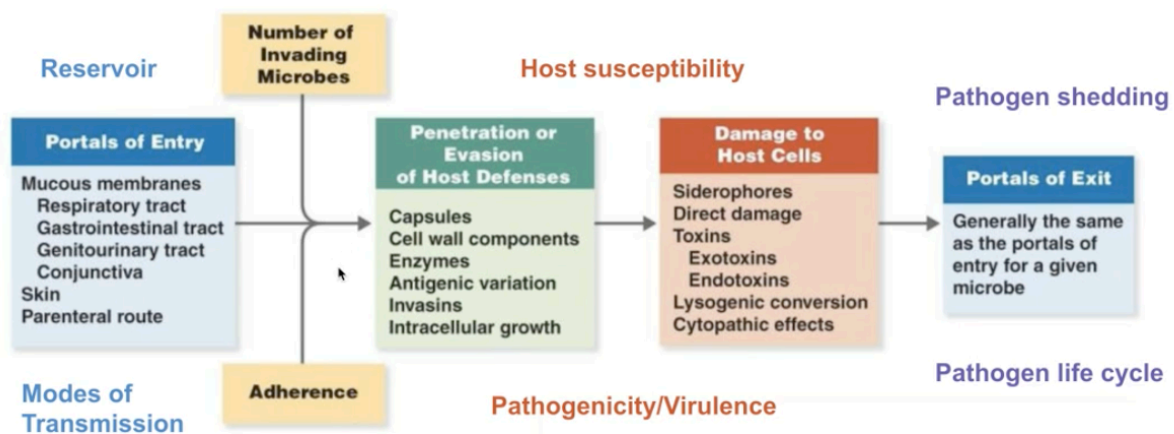 Reservoir
Number of
Invading
Microbes
Host susceptibility
Pathogen shedding
Portals of Entry
Mucous membranes
Respiratory tract
Gastrointestinal tract
Genitourinary tract
Conjunctiva
Skin
Parenteral route
Penetration or
Evasion
of Host Defenses
Capsules
Cell wall components
Enzymes
Antigenic variation
Invasins
Intracellular growth
Damage to
Host Cells
Siderophores
Direct damage
Toxins
Exotoxins
Endotoxins
Lysogenic conversion
Cytopathic effects
Portals of Exit
Generally the same
as the portals of
entry for a given
microbe
Modes of
Transmission
Adherence
Pathogenicity/Virulence
Pathogen life cycle